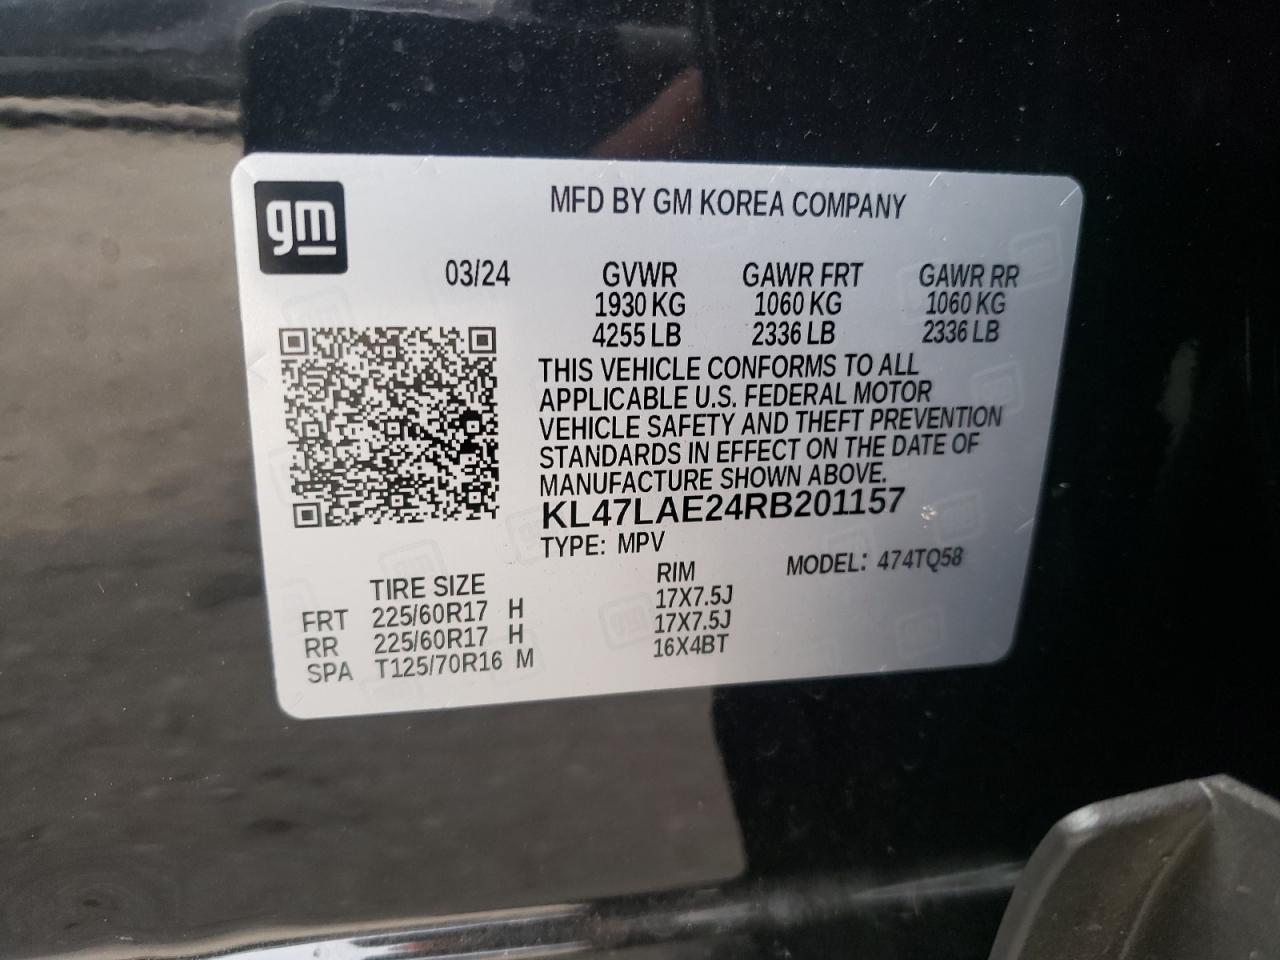 gm
MFD BY GM KOREA COMPANY
03/24 GVWR GAWR FRT GAWR RR
1930 KG 1060 KG 1060 KG
4255 LB 2336 LB 2336 LB
THIS VEHICLE CONFORMS TO ALL
APPLICABLE U.S. FEDERAL MOTOR
VEHICLE SAFETY AND THEFT PREVENTION
STANDARDS IN EFFECT ON THE DATE OF
MANUFACTURE SHOWN ABOVE.
KL47LAE24RB201157
TYPE: MPV MODEL: 474TQ58
TIRE SIZE RIM
FRT 225/60R17 H 17X7.5J
RR 225/60R17 H 17X7.5J
SPA T125/70R16 M 16X4BT